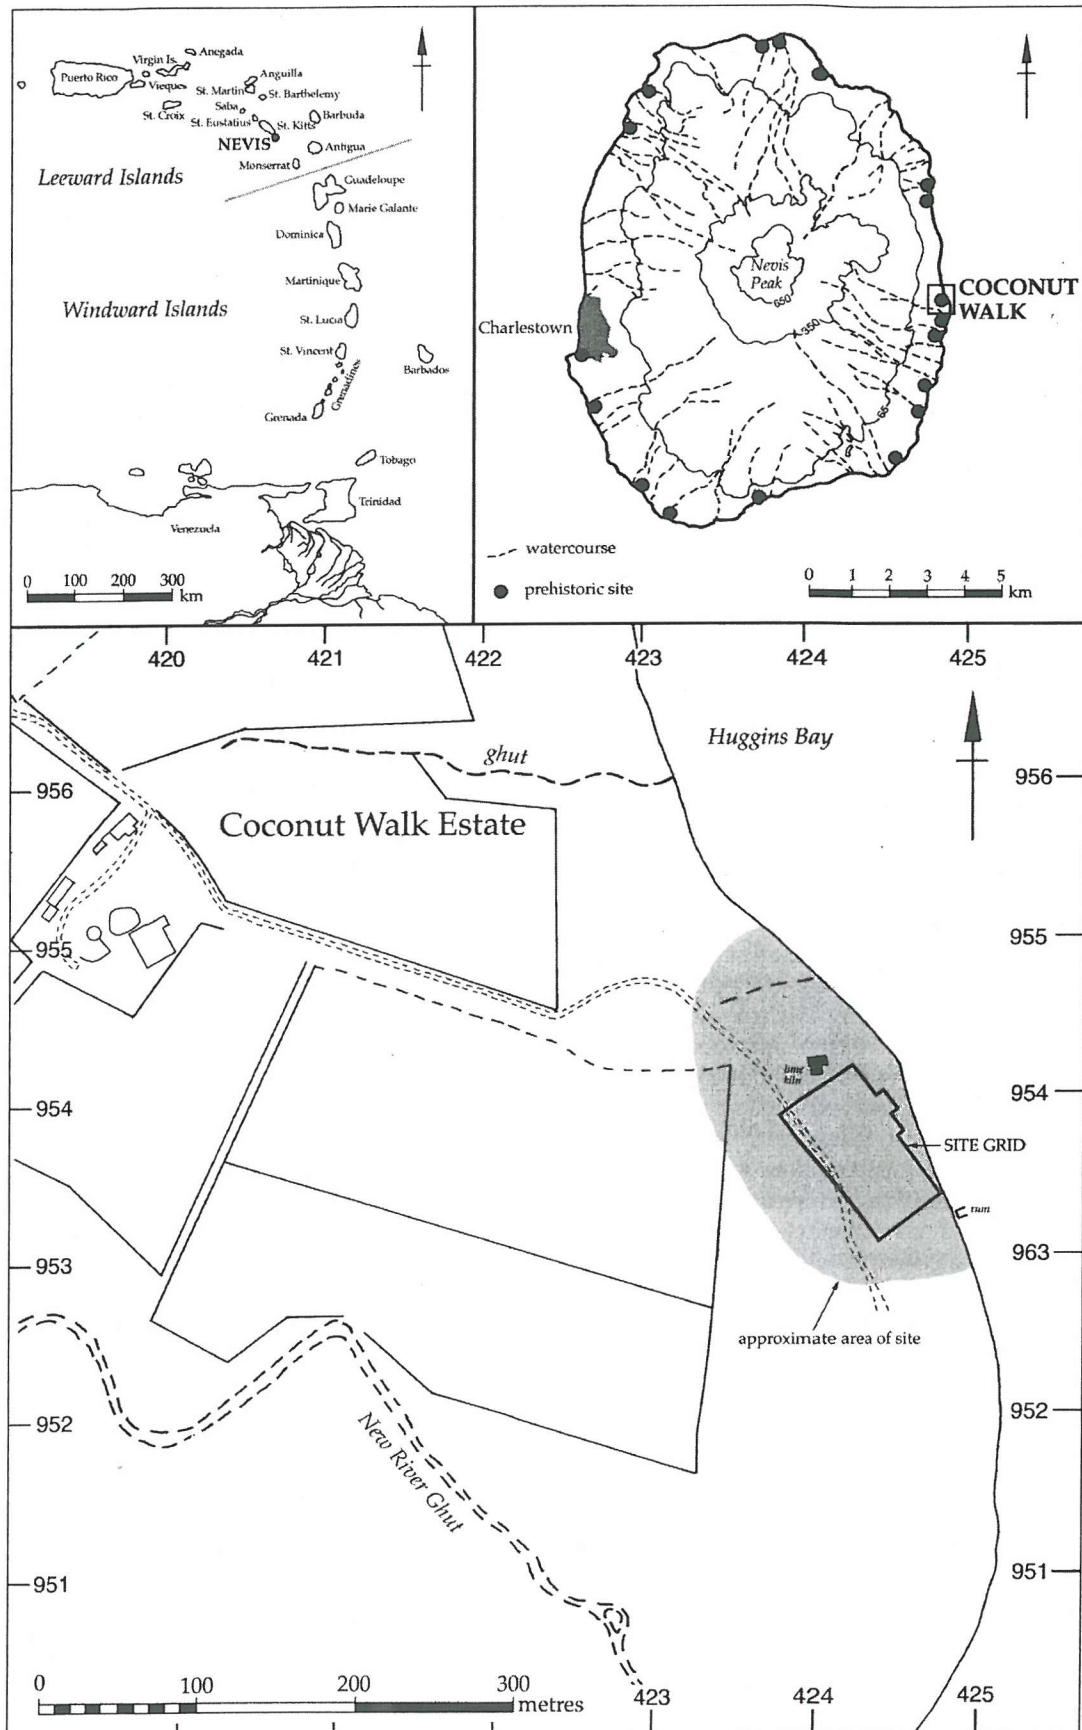 Anegada
Virgin Is.
Puerto Rico
Vieques
Anguilla
St. Martin
St. Barthelemy
St. Croix
Saba
St. Eustatius
St. Kitts
Barbuda
NEVIS
Antigua
Monserrat
Leeward Islands
Guadeloupe
Marie Galante
Dominica
Martinique
Windward Islands
St. Lucia
St. Vincent
Barbados
Grenadines
Grenada
Tobago
Trinidad
Venezuela
0 100 200 300
km
Nevis
Peak
650
350
65
Charlestown
COCONUT
WALK
watercourse
prehistoric site
0 1 2 3 4 5
km
420 421 422 423 424 425
Huggins Bay
ghut
956 956
Coconut Walk Estate
955 955
lime
kiln
954 954
SITE GRID
ruin
953 963
approximate area of site
952 952
New River Ghut
951 951
0 100 200 300
metres
423 424 425